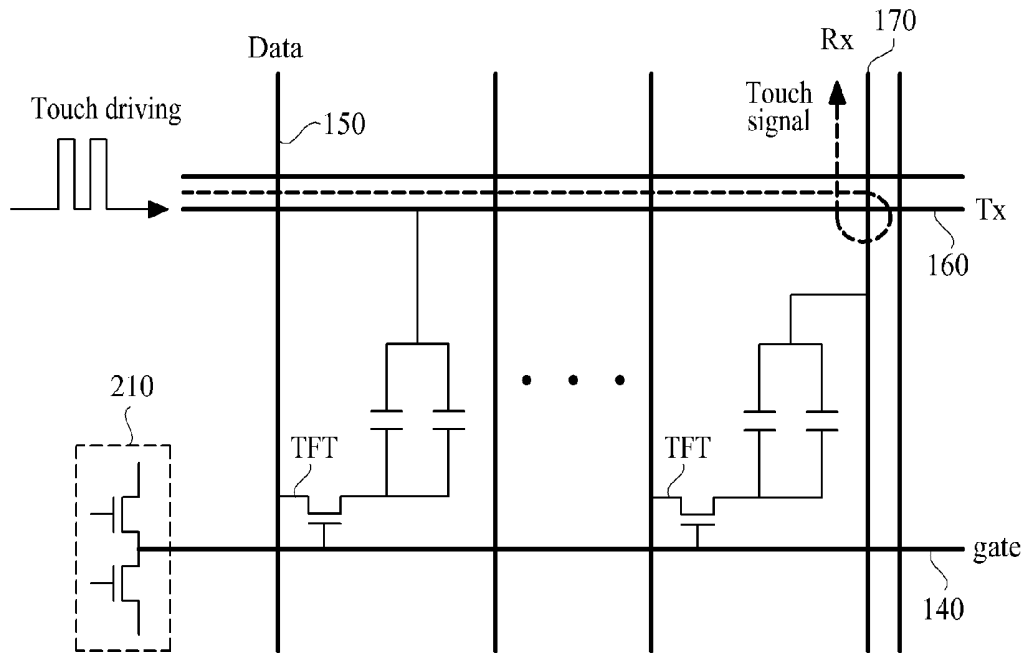 Data
Rx
170
Touch driving
150
Touch
signal
Tx
160
210
TFT
TFT
gate
140